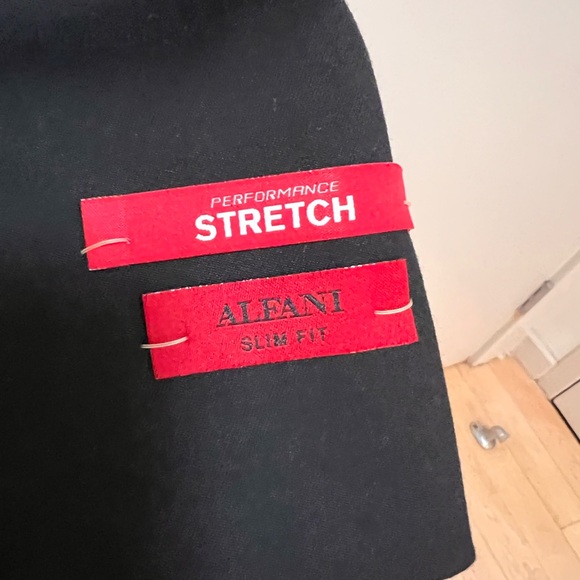 PERFORMANCE
STRETCH
ALFANI
SLIM FIT